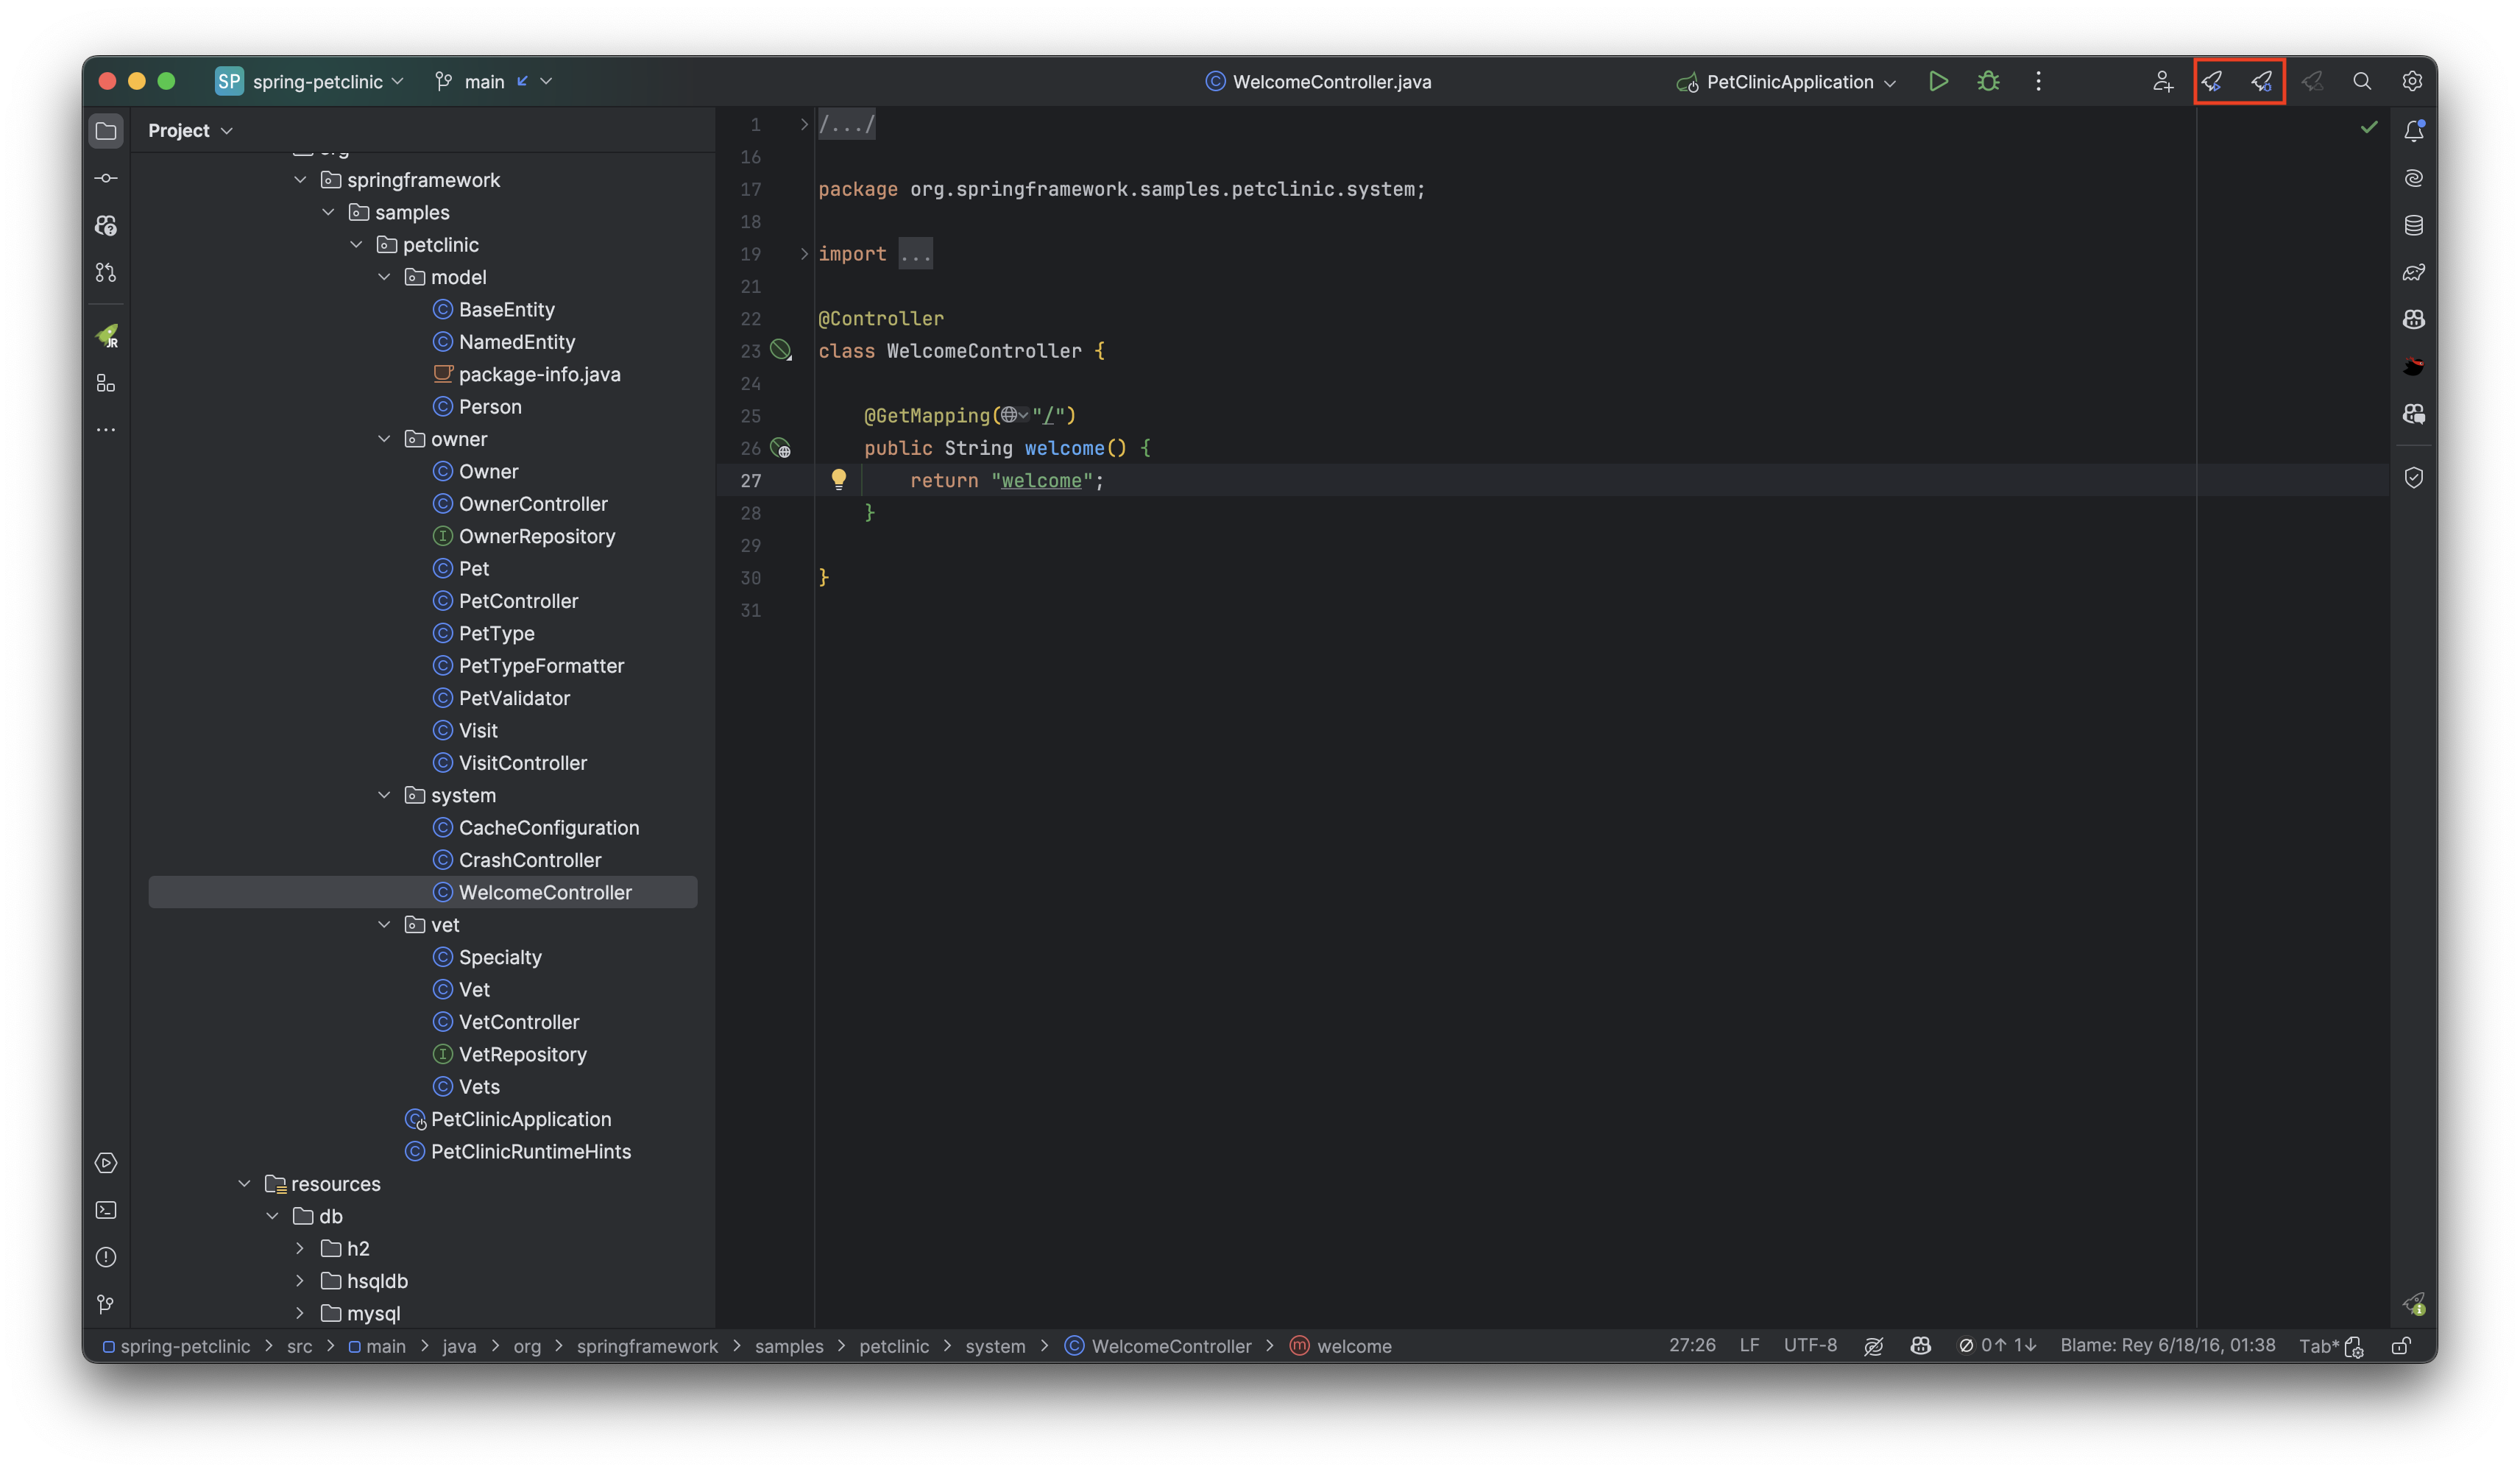 SP spring-petclinic main WelcomeController.java PetClinicApplication
Project
org
springframework
samples
petclinic
model
BaseEntity
NamedEntity
package-info.java
Person
owner
Owner
OwnerController
OwnerRepository
Pet
PetController
PetType
PetTypeFormatter
PetValidator
Visit
VisitController
system
CacheConfiguration
CrashController
WelcomeController
vet
Specialty
Vet
VetController
VetRepository
Vets
PetClinicApplication
PetClinicRuntimeHints
resources
db
h2
hsqldb
mysql
JR
1 /.../
16
17 package org.springframework.samples.petclinic.system;
18
19 import ...
21
22 @Controller
23 class WelcomeController {
24
25 @GetMapping("/")
26 public String welcome() {
27 return "welcome";
28 }
29
30 }
31
spring-petclinic > src > main > java > org > springframework > samples > petclinic > system > WelcomeController > welcome 27:26 LF UTF-8 Ø 0↑ 1↓ Blame: Rey 6/18/16, 01:38 Tab*